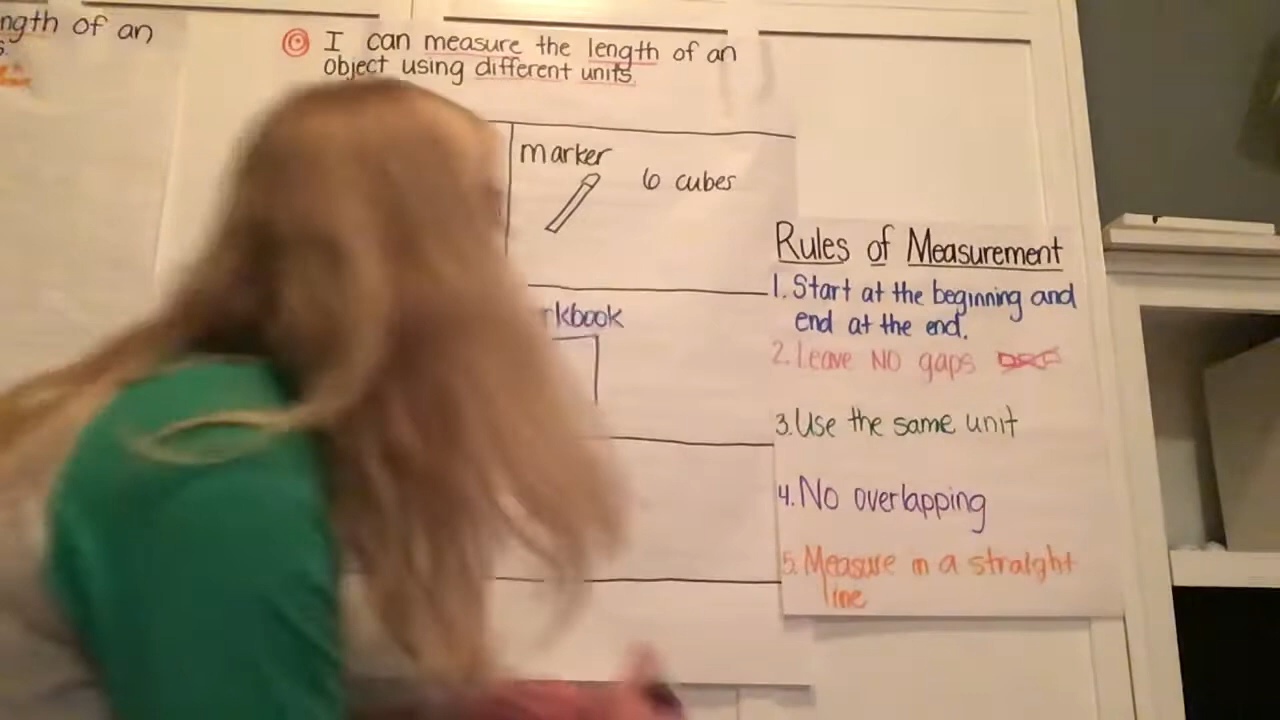 ngth of an
I can measure the length of an
object using different units.
marker
6 cubes
rkbook
Rules of Measurement
1. Start at the beginning and
end at the end.
2. Leave NO gaps
3. Use the same unit
4. No overlapping
5. Measure in a straight
line